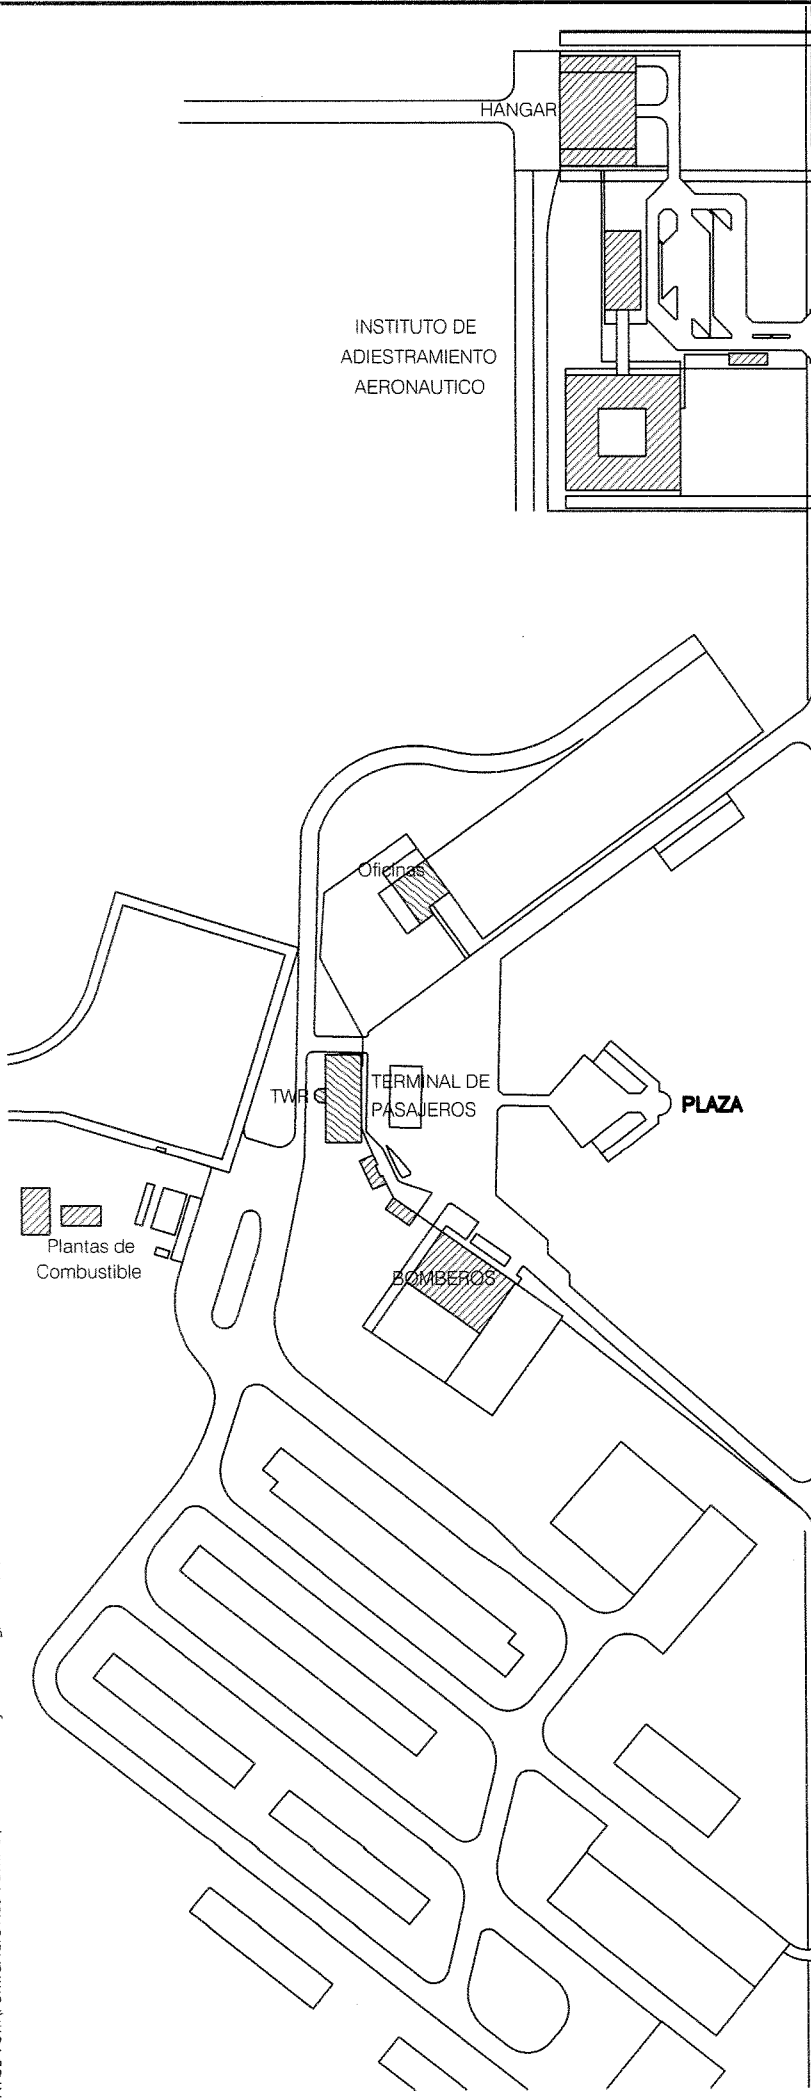 HANGAR
INSTITUTO DE
ADIESTRAMIENTO
AERONAUTICO
Oficinas
TWR
TERMINAL DE
PASAJEROS
PLAZA
Plantas de
Combustible
BOMBEROS